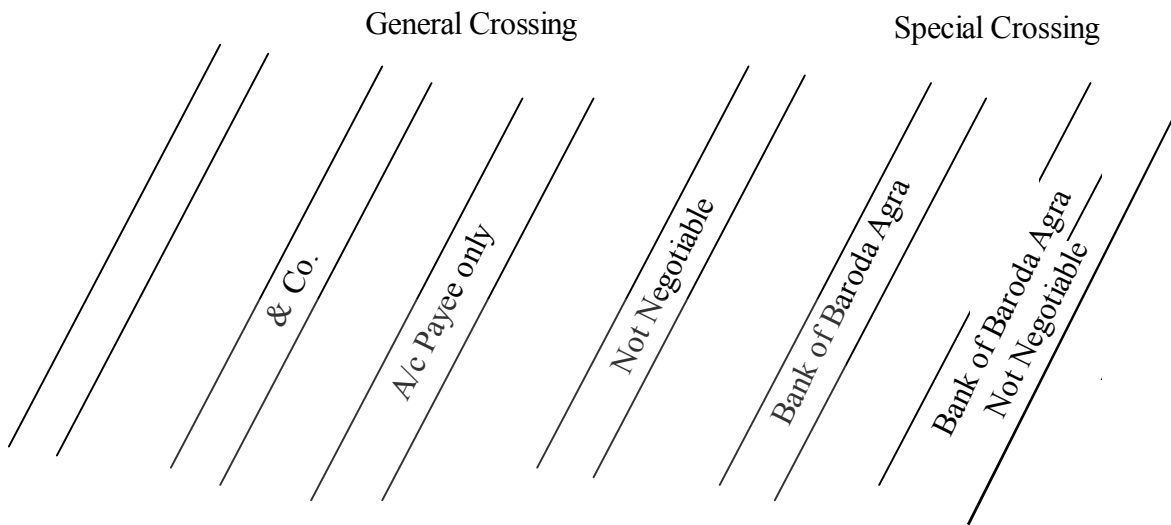 General Crossing
Special Crossing
& Co.
A/c Payee only
Not Negotiable
Bank of Baroda Agra
Bank of Baroda Agra
Not Negotiable